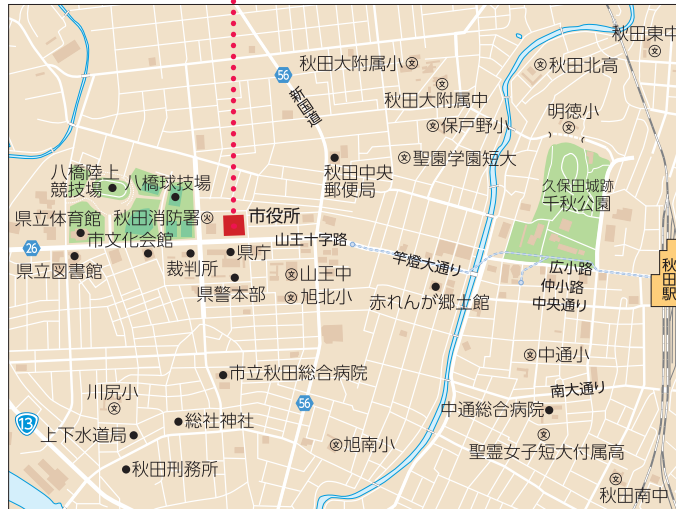 秋田東中
秋田大附属小
秋田北高
56
新国道
秋田大附属中
明徳小
保戸野小
聖園学園短大
秋田中央
郵便局
八橋陸上
競技場
八橋球技場
久保田城跡
千秋公園
県立体育館
秋田消防署
市役所
市文化会館
山王十字路
26
県庁
竿燈大通り
広小路
秋田駅
県立図書館
裁判所
山王中
仲小路
県警本部
旭北小
赤れんが郷土館
中央通り
中通小
市立秋田総合病院
川尻小
56
南大通り
13
総社神社
中通総合病院
上下水道局
旭南小
聖霊女子短大付属高
秋田刑務所
秋田南中